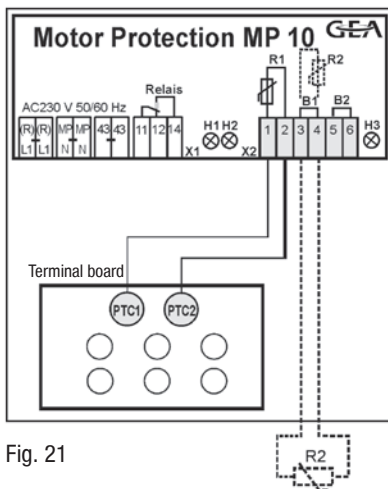 Motor Protection MP 10 GEA
R1 R2
Relais
AC230 V 50/60 Hz
B1 B2
(R) (R) MP MP 43 43 11 12 14 H1 H2 1 2 3 4 5 6 H3
L1 L1 N N X1 X2
Terminal board
PTC1 PTC2
Fig. 21
R2